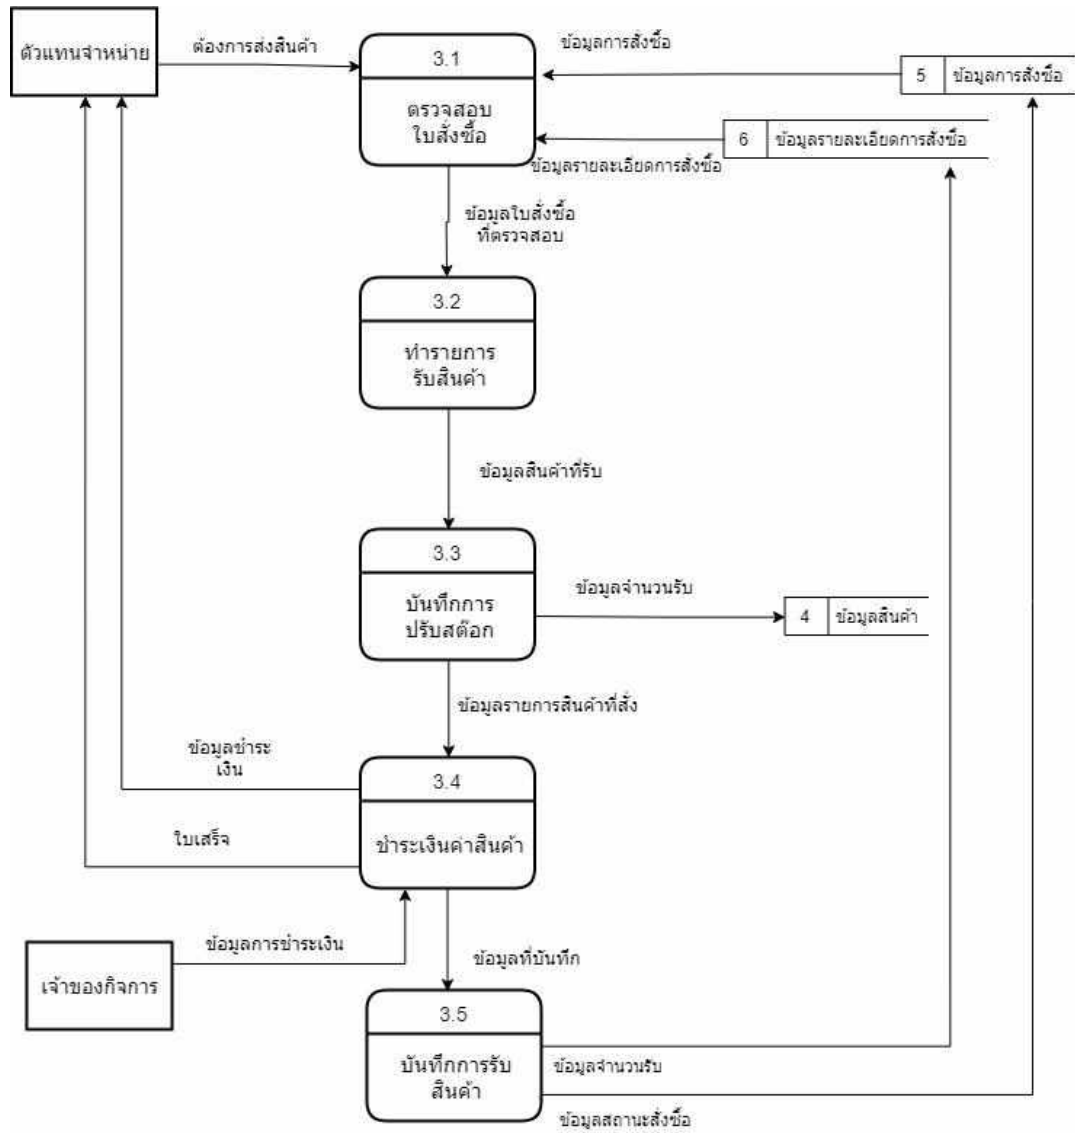 ตัวแทนจำหน่าย
ต้องการส่งสินค้า
3.1
ตรวจสอบ
ใบสั่งซื้อ
ข้อมูลการสั่งซื้อ
5
ข้อมูลการสั่งซื้อ
6
ข้อมูลรายละเอียดการสั่งซื้อ
ข้อมูลรายละเอียดการสั่งซื้อ
ข้อมูลใบสั่งซื้อ
ที่ตรวจสอบ
3.2
ทำรายการ
รับสินค้า
ข้อมูลสินค้าที่รับ
3.3
บันทึกการ
ปรับสต๊อก
ข้อมูลจำนวนรับ
4
ข้อมูลสินค้า
ข้อมูลรายการสินค้าที่สั่ง
ข้อมูลชำระ
เงิน
3.4
ชำระเงินค่าสินค้า
ใบเสร็จ
ข้อมูลการชำระเงิน
เจ้าของกิจการ
ข้อมูลที่บันทึก
3.5
บันทึกการรับ
สินค้า
ข้อมูลจำนวนรับ
ข้อมูลสถานะสั่งซื้อ